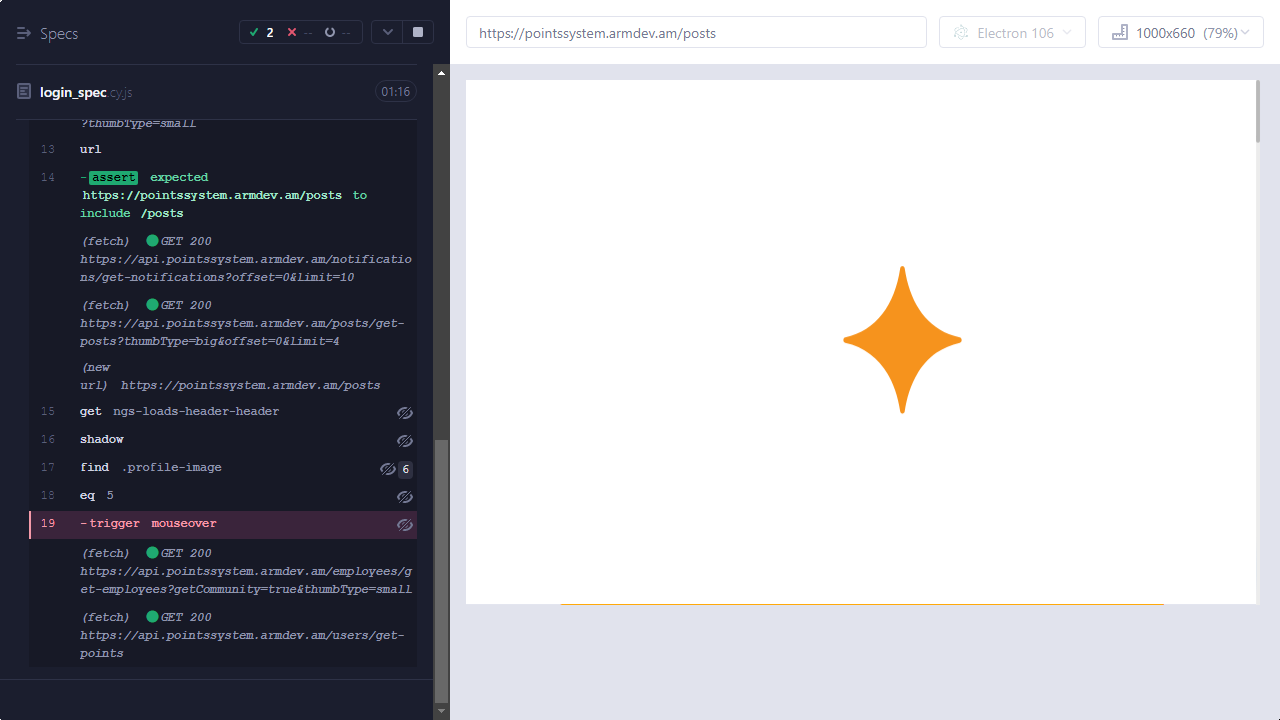 Specs
2
--
--
https://pointssystem.armdev.am/posts
Electron 106
1000x660 (79%)
login_spec.cy.js
01:16
?thumbType=small
13 url
14 -assert expected
https://pointssystem.armdev.am/posts to
include /posts
(fetch) GET 200
https://api.pointssystem.armdev.am/notificatio
ns/get-notifications?offset=0&limit=10
(fetch) GET 200
https://api.pointssystem.armdev.am/posts/get-
posts?thumbType=big&offset=0&limit=4
(new
url) https://pointssystem.armdev.am/posts
15 get ngs-loads-header-header
16 shadow
17 find .profile-image 6
18 eq 5
19 -trigger mouseover
(fetch) GET 200
https://api.pointssystem.armdev.am/employees/g
et-employees?getCommunity=true&thumbType=small
(fetch) GET 200
https://api.pointssystem.armdev.am/users/get-
points